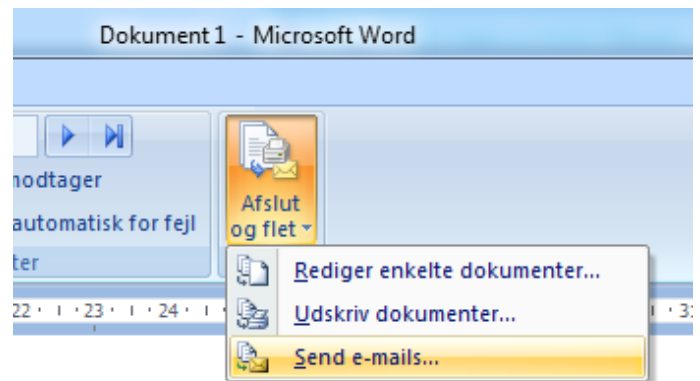 Dokument 1 - Microsoft Word
modtager
automatisk for fejl
Afslut
og flet
Rediger enkelte dokumenter...
22 · 23 · 24 ·
Udskriv dokumenter...
Send e-mails...